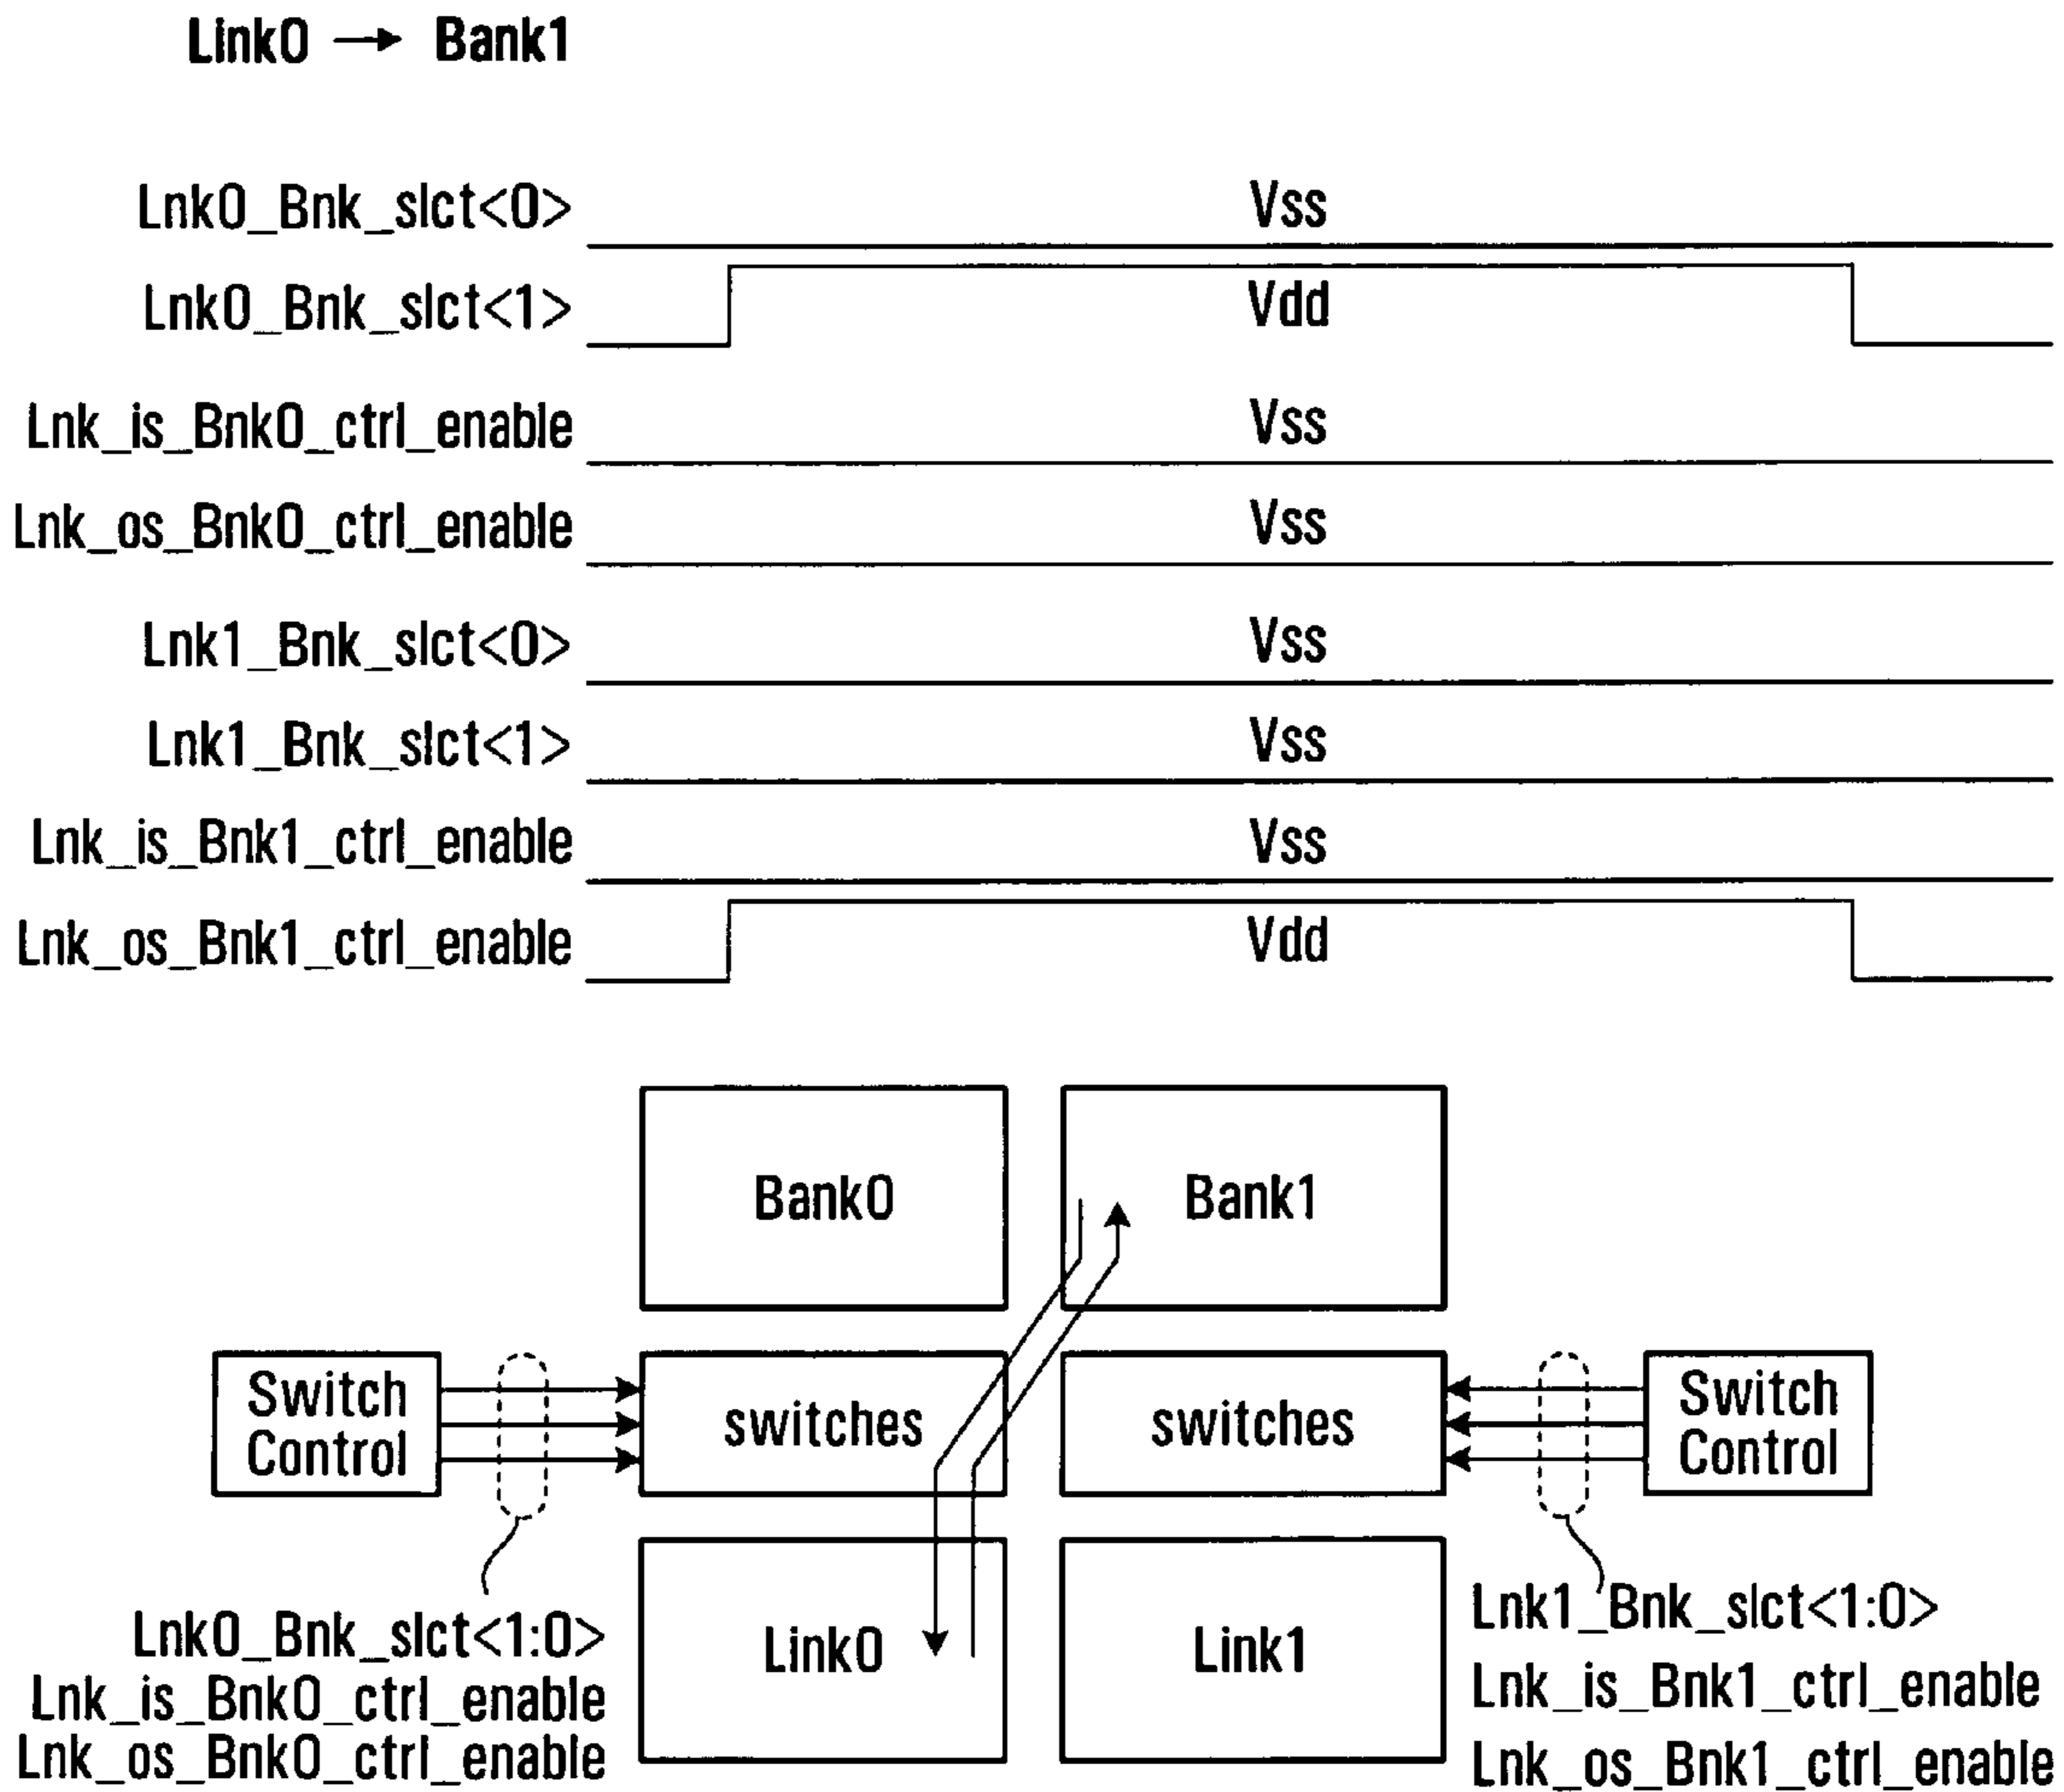 Link0 → Bank1
Lnk0_Bnk_slct<0> Vss
Lnk0_Bnk_slct<1> Vdd
Lnk_is_Bnk0_ctrl_enable Vss
Lnk_os_Bnk0_ctrl_enable Vss
Lnk1_Bnk_slct<0> Vss
Lnk1_Bnk_slct<1> Vss
Lnk_is_Bnk1_ctrl_enable Vss
Lnk_os_Bnk1_ctrl_enable Vdd
Bank0 Bank1
Switch
Control
switches switches
Switch
Control
Link0 Link1
Lnk0_Bnk_slct<1:0>
Lnk_is_Bnk0_ctrl_enable
Lnk_os_Bnk0_ctrl_enable
Lnk1_Bnk_slct<1:0>
Lnk_is_Bnk1_ctrl_enable
Lnk_os_Bnk1_ctrl_enable